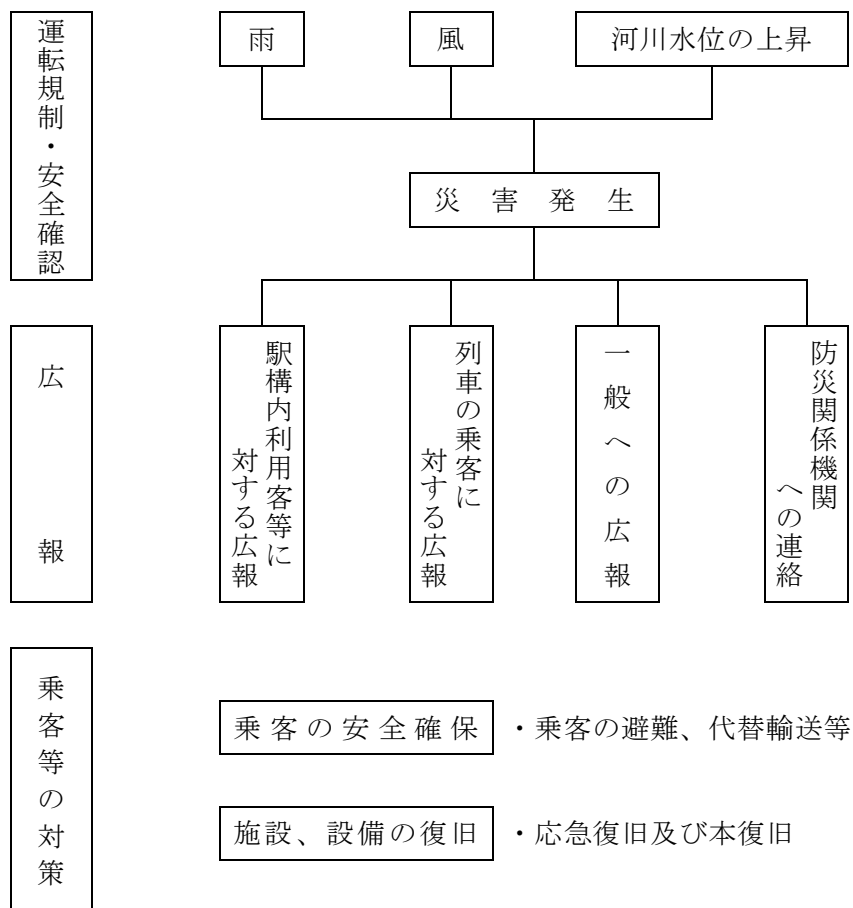 運転規制・安全確認
雨
風
河川水位の上昇
災害発生
広報
駅構内利用客等に
対する広報
列車の乗客に
対する広報
一般への広報
防災関係機関
への連絡
乗客等の対策
乗客の安全確保
・乗客の避難、代替輸送等
施設、設備の復旧
・応急復旧及び本復旧